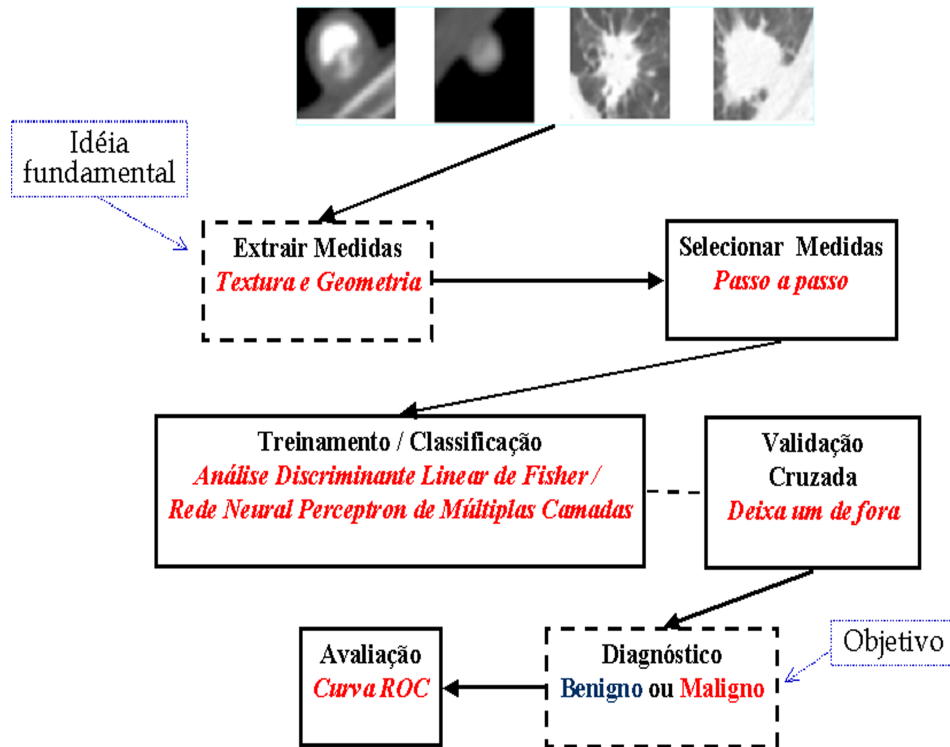 Idéia
fundamental
Extrair Medidas
Textura e Geometria
Selecionar Medidas
Passo a passo
Treinamento / Classificação
Análise Discriminante Linear de Fisher /
Rede Neural Perceptron de Múltiplas Camadas
Validação
Cruzada
Deixa um de fora
Avaliação
Curva ROC
Diagnóstico
Benigno ou Maligno
Objetivo